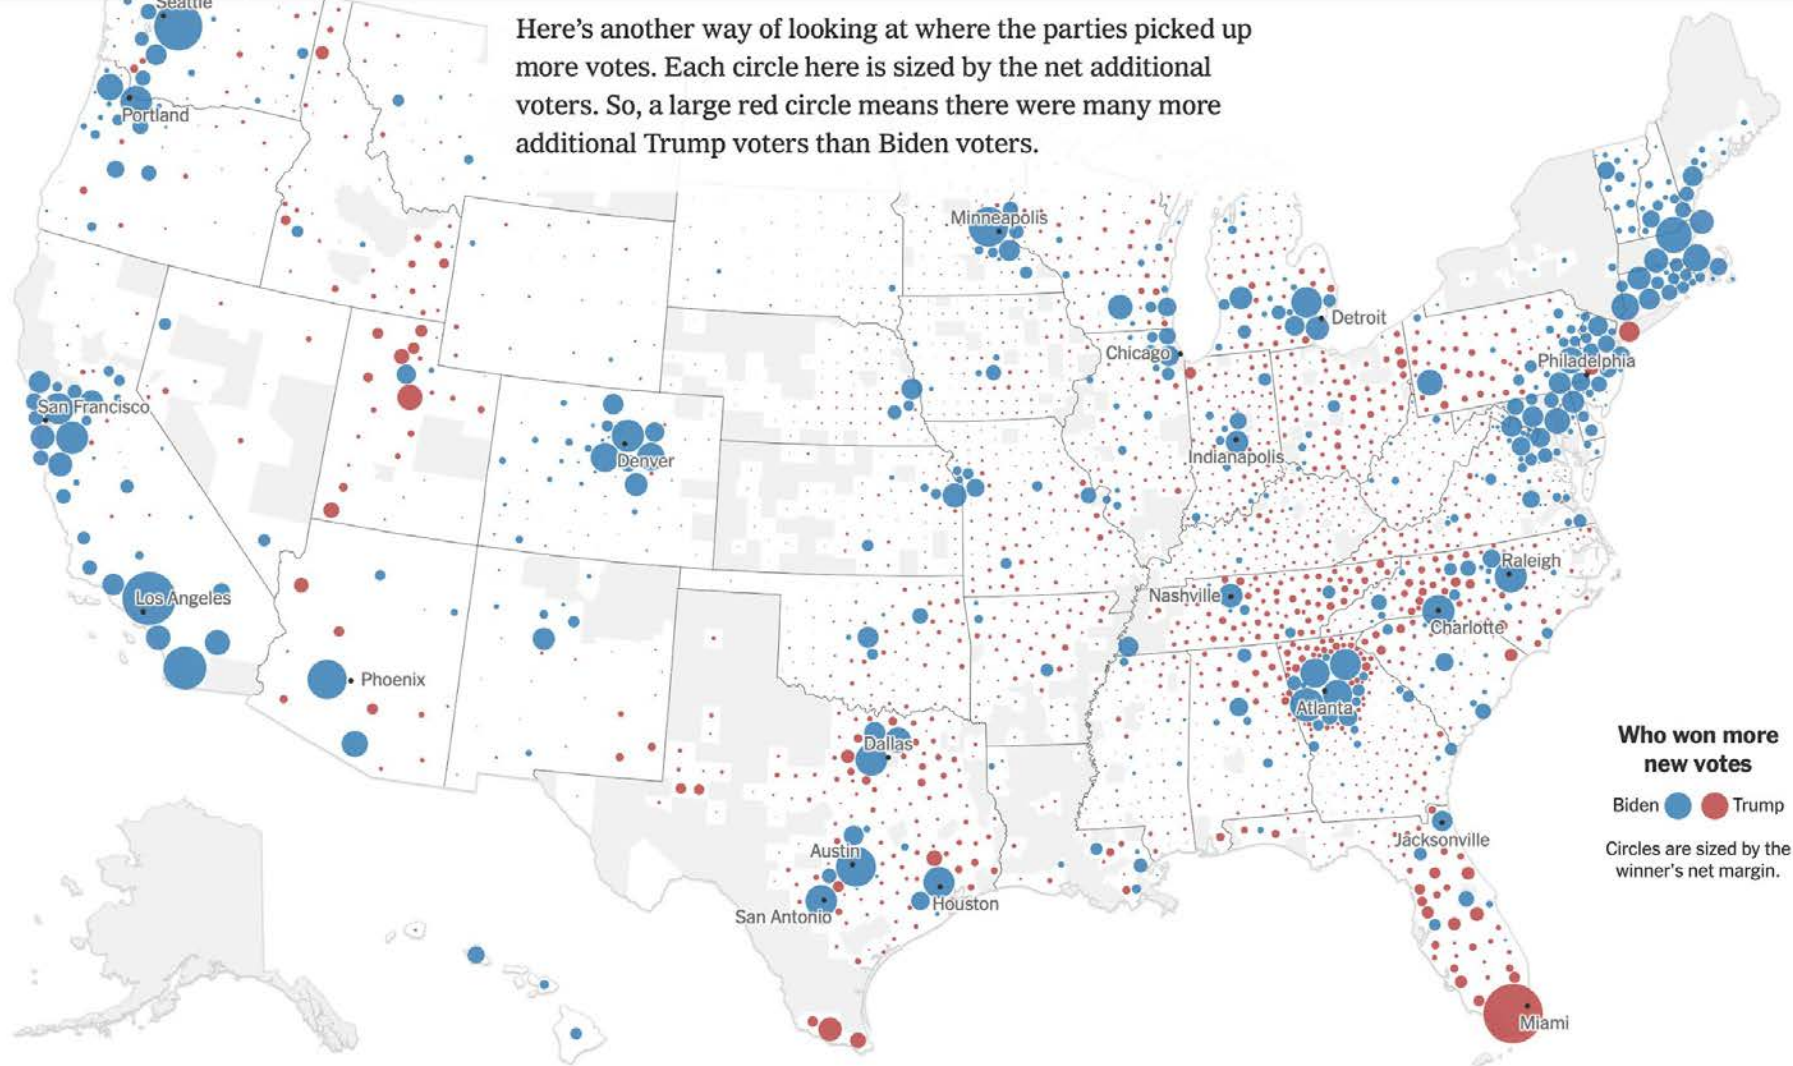 Seattle
Here's another way of looking at where the parties picked up
more votes. Each circle here is sized by the net additional
voters. So, a large red circle means there were many more
additional Trump voters than Biden voters.
Portland
Minneapolis
Detroit
Chicago
Philadelphia
San Francisco
Denver
Indianapolis
Raleigh
Los Angeles
Nashville
Charlotte
Phoenix
Atlanta
Dallas
Who won more
new votes
Biden
Trump
Jacksonville
Circles are sized by the
winner's net margin.
Austin
Houston
San Antonio
Miami